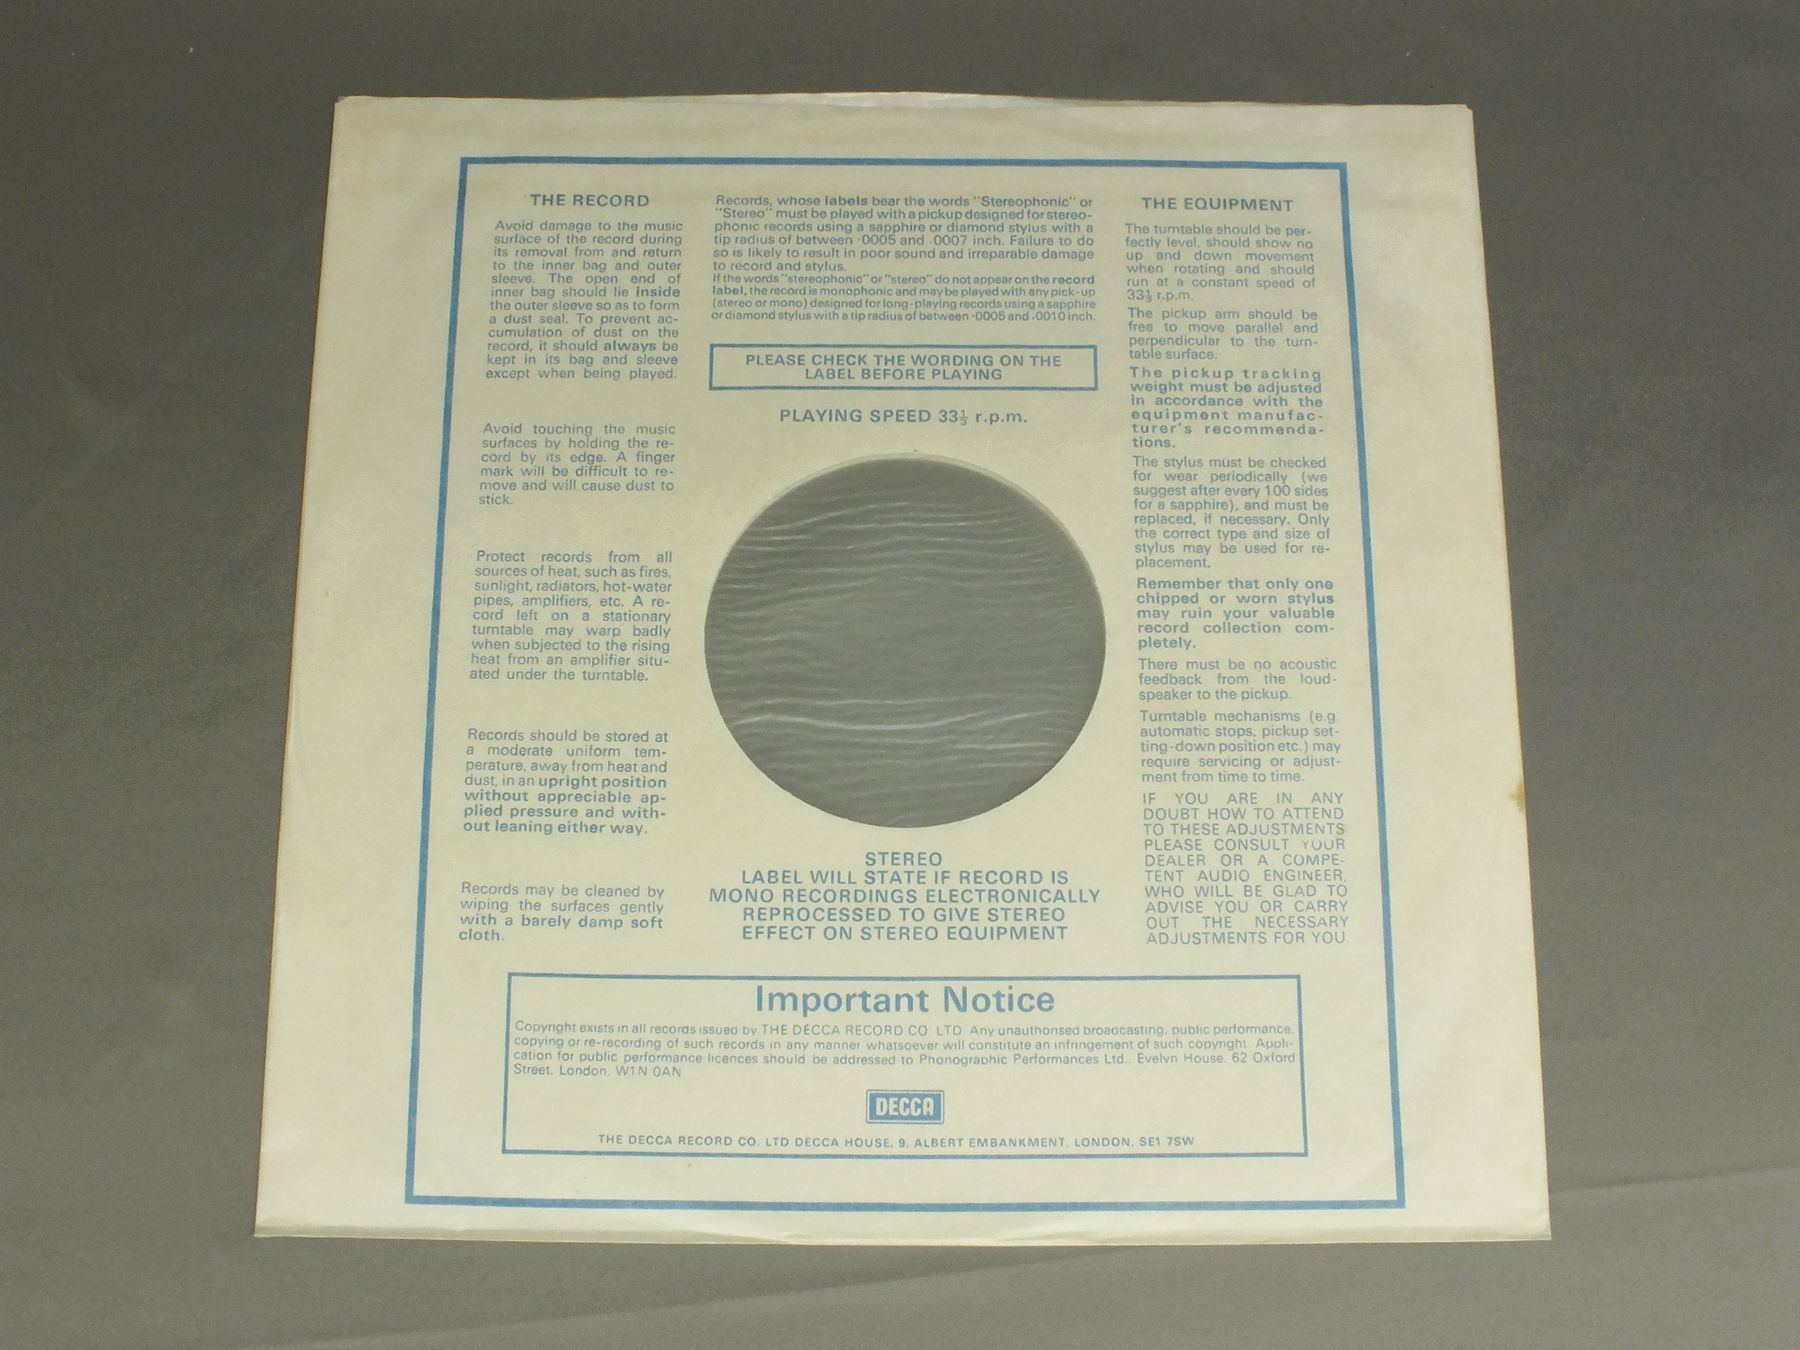 THE RECORD
Avoid damage to the music
surface of the record during
its removal from and return
to the inner bag and outer
sleeve. The open end of
inner bag should lie inside
the outer sleeve so as to form
a dust seal. To prevent ac-
cumulation of dust on the
record, it should always be
kept in its bag and sleeve
except when being played.
Avoid touching the music
surfaces by holding the re-
cord by its edge. A finger
mark will be difficult to re-
move and will cause dust to
stick.
Protect records from all
sources of heat, such as fires,
sunlight, radiators, hot-water
pipes, amplifiers, etc. A re-
cord left on a stationary
turntable may warp badly
when subjected to the rising
heat from an amplifier situ-
ated under the turntable.
Records should be stored at
a moderate uniform tem-
perature, away from heat and
dust, in an upright position
without appreciable ap-
plied pressure and with-
out leaning either way.
Records may be cleaned by
wiping the surfaces gently
with a barely damp soft
cloth.
Records, whose labels bear the words "Stereophonic" or
"Stereo" must be played with a pickup designed for stereo-
phonic records using a sapphire or diamond stylus with a
tip radius of between ·0005 and ·0007 inch. Failure to do
so is likely to result in poor sound and irreparable damage
to record and stylus.
If the words "stereophonic" or "stereo" do not appear on the record
label, the record is monophonic and may be played with any pick-up
(stereo or mono) designed for long-playing records using a sapphire
or diamond stylus with a tip radius of between ·0005 and ·0010 inch.
PLEASE CHECK THE WORDING ON THE
LABEL BEFORE PLAYING
PLAYING SPEED 33⅓ r.p.m.
STEREO
LABEL WILL STATE IF RECORD IS
MONO RECORDINGS ELECTRONICALLY
REPROCESSED TO GIVE STEREO
EFFECT ON STEREO EQUIPMENT
THE EQUIPMENT
The turntable should be per-
fectly level, should show no
up and down movement
when rotating and should
run at a constant speed of
33⅓ r.p.m.
The pickup arm should be
free to move parallel and
perpendicular to the turn-
table surface.
The pickup tracking
weight must be adjusted
in accordance with the
equipment manufac-
turer's recommenda-
tions.
The stylus must be checked
for wear periodically (we
suggest after every 100 sides
for a sapphire), and must be
replaced, if necessary. Only
the correct type and size of
stylus may be used for re-
placement.
Remember that only one
chipped or worn stylus
may ruin your valuable
record collection com-
pletely.
There must be no acoustic
feedback from the loud-
speaker to the pickup.
Turntable mechanisms (e.g.
automatic stops, pickup set-
ting-down position etc.) may
require servicing or adjust-
ment from time to time.
IF YOU ARE IN ANY
DOUBT HOW TO ATTEND
TO THESE ADJUSTMENTS
PLEASE CONSULT YOUR
DEALER OR A COMPE-
TENT AUDIO ENGINEER,
WHO WILL BE GLAD TO
ADVISE YOU OR CARRY
OUT THE NECESSARY
ADJUSTMENTS FOR YOU
Important Notice
Copyright exists in all records issued by THE DECCA RECORD CO. LTD. Any unauthorised broadcasting, public performance,
copying or re-recording of such records in any manner whatsoever will constitute an infringement of such copyright. Appli-
cation for public performance licences should be addressed to Phonographic Performances Ltd., Evelyn House, 62 Oxford
Street, London, W1N 0AN
DECCA
THE DECCA RECORD CO. LTD DECCA HOUSE, 9, ALBERT EMBANKMENT, LONDON, SE1 7SW